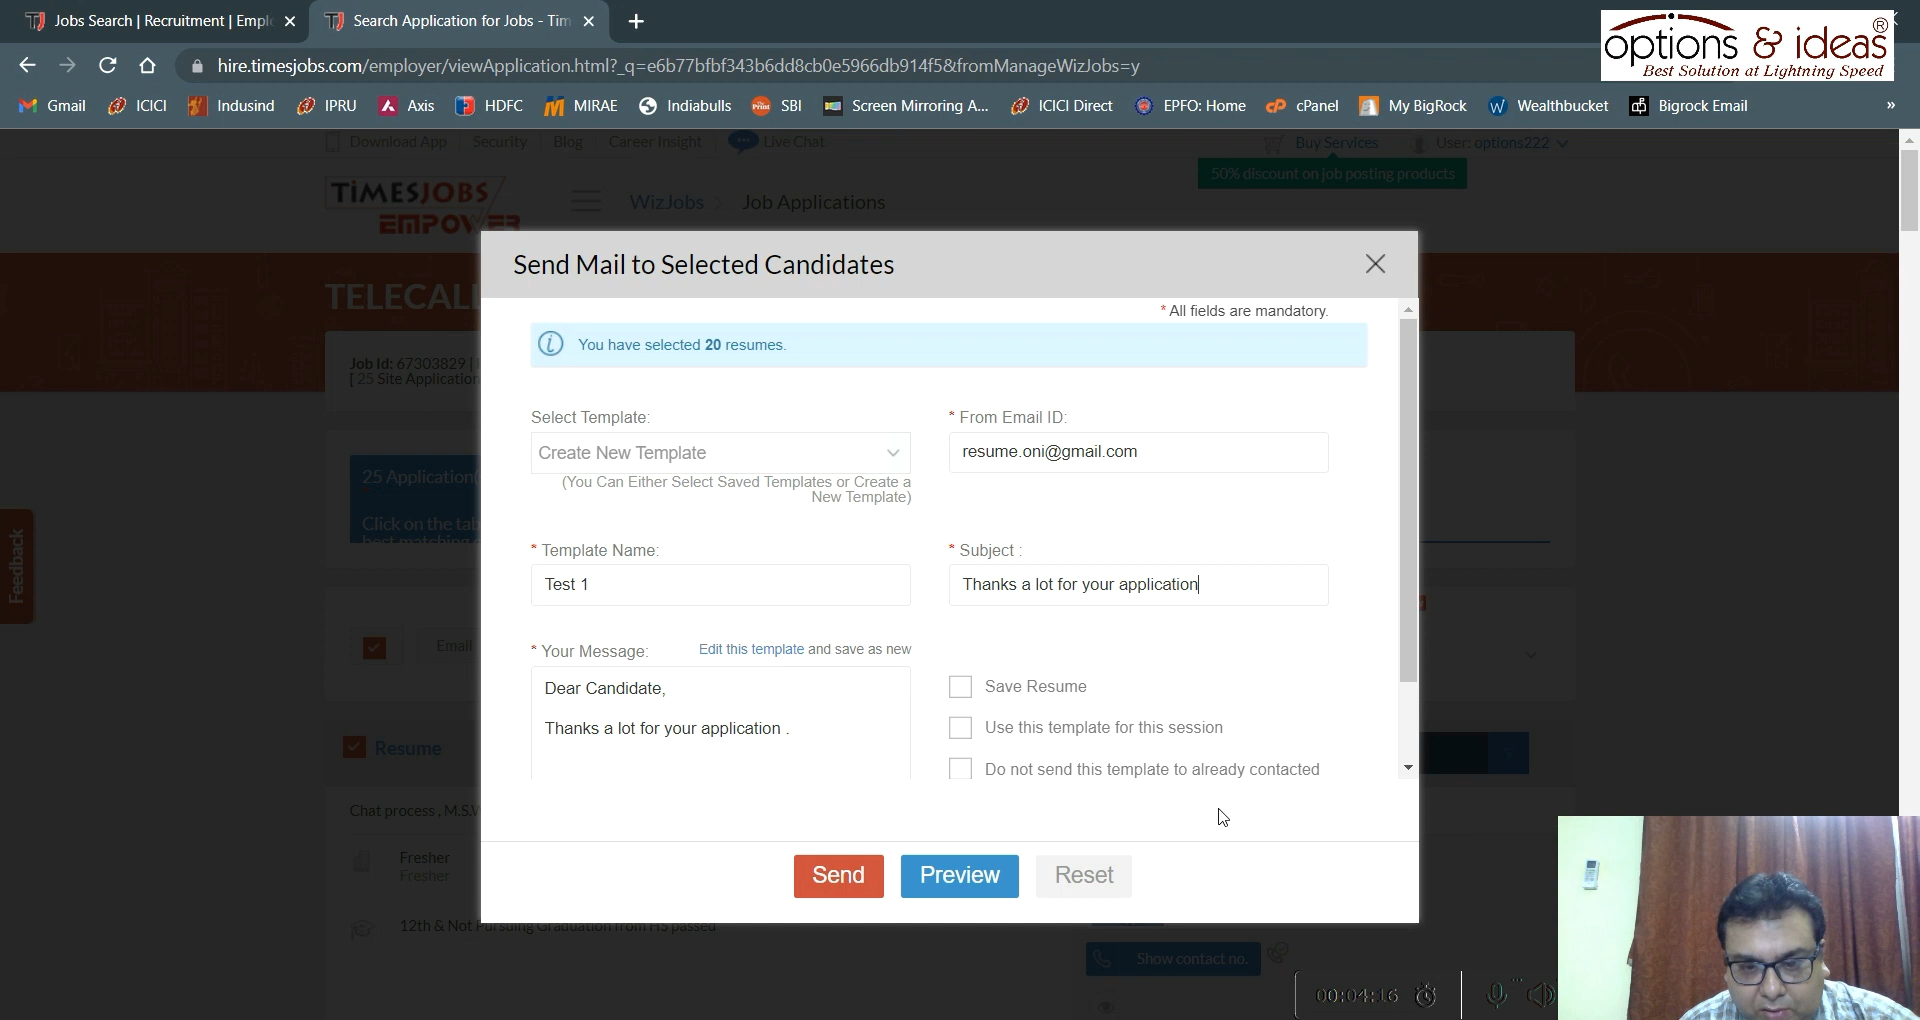 Jobs Search | Recruitment | Empl
Search Application for Jobs - Tim
options & ideas®
Best Solution at Lightning Speed
hire.timesjobs.com/employer/viewApplication.html?_q=e6b77bfbf343b6dd8cb0e5966db914f5&fromManageWizJobs=y
Gmail ICICI Indusind IPRU Axis HDFC MIRAE Indiabulls SBI Screen Mirroring A... ICICI Direct EPFO: Home cPanel My BigRock Wealthbucket Bigrock Email »
Download App Security Blog Career Insight Live Chat Buy Services User: options222
50% discount on job posting products
TiMESJOBS
EMPOWER
WizJobs > Job Applications
TELECALL
Send Mail to Selected Candidates
* All fields are mandatory.
You have selected 20 resumes.
Job Id: 67303829 |
[ 25 Site Application
Select Template:
* From Email ID:
Create New Template
resume.oni@gmail.com
(You Can Either Select Saved Templates or Create a
New Template)
25 Application
Click on the tab
best matching
Feedback
* Template Name:
* Subject :
Test 1
Thanks a lot for your application
Email
* Your Message:
Edit this template and save as new
Dear Candidate,
Thanks a lot for your application .
Save Resume
Use this template for this session
Do not send this template to already contacted
Resume
Chat process , M.S.
Fresher
Fresher
Send Preview Reset
12th & Not Pursuing Graduation from HS passed
Show contact no.
00:04:16